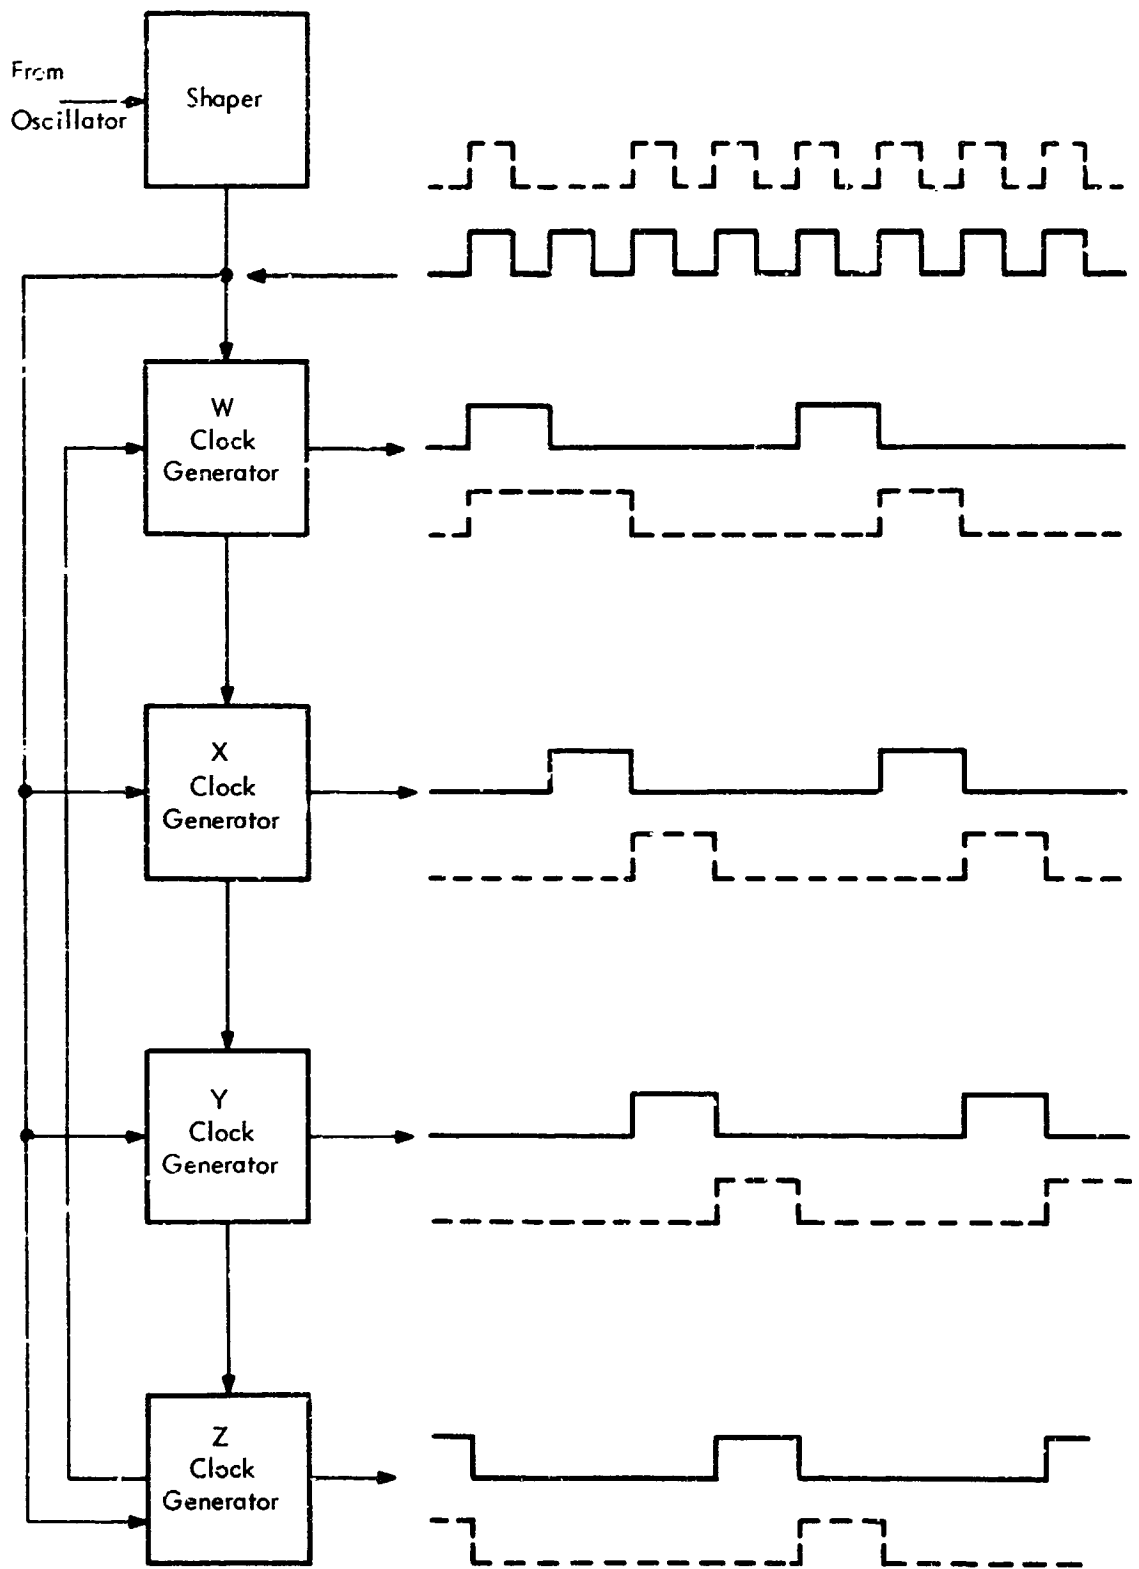 From
Oscillator
Shaper
W
Clock
Generator
X
Clock
Generator
Y
Clock
Generator
Z
Clock
Generator